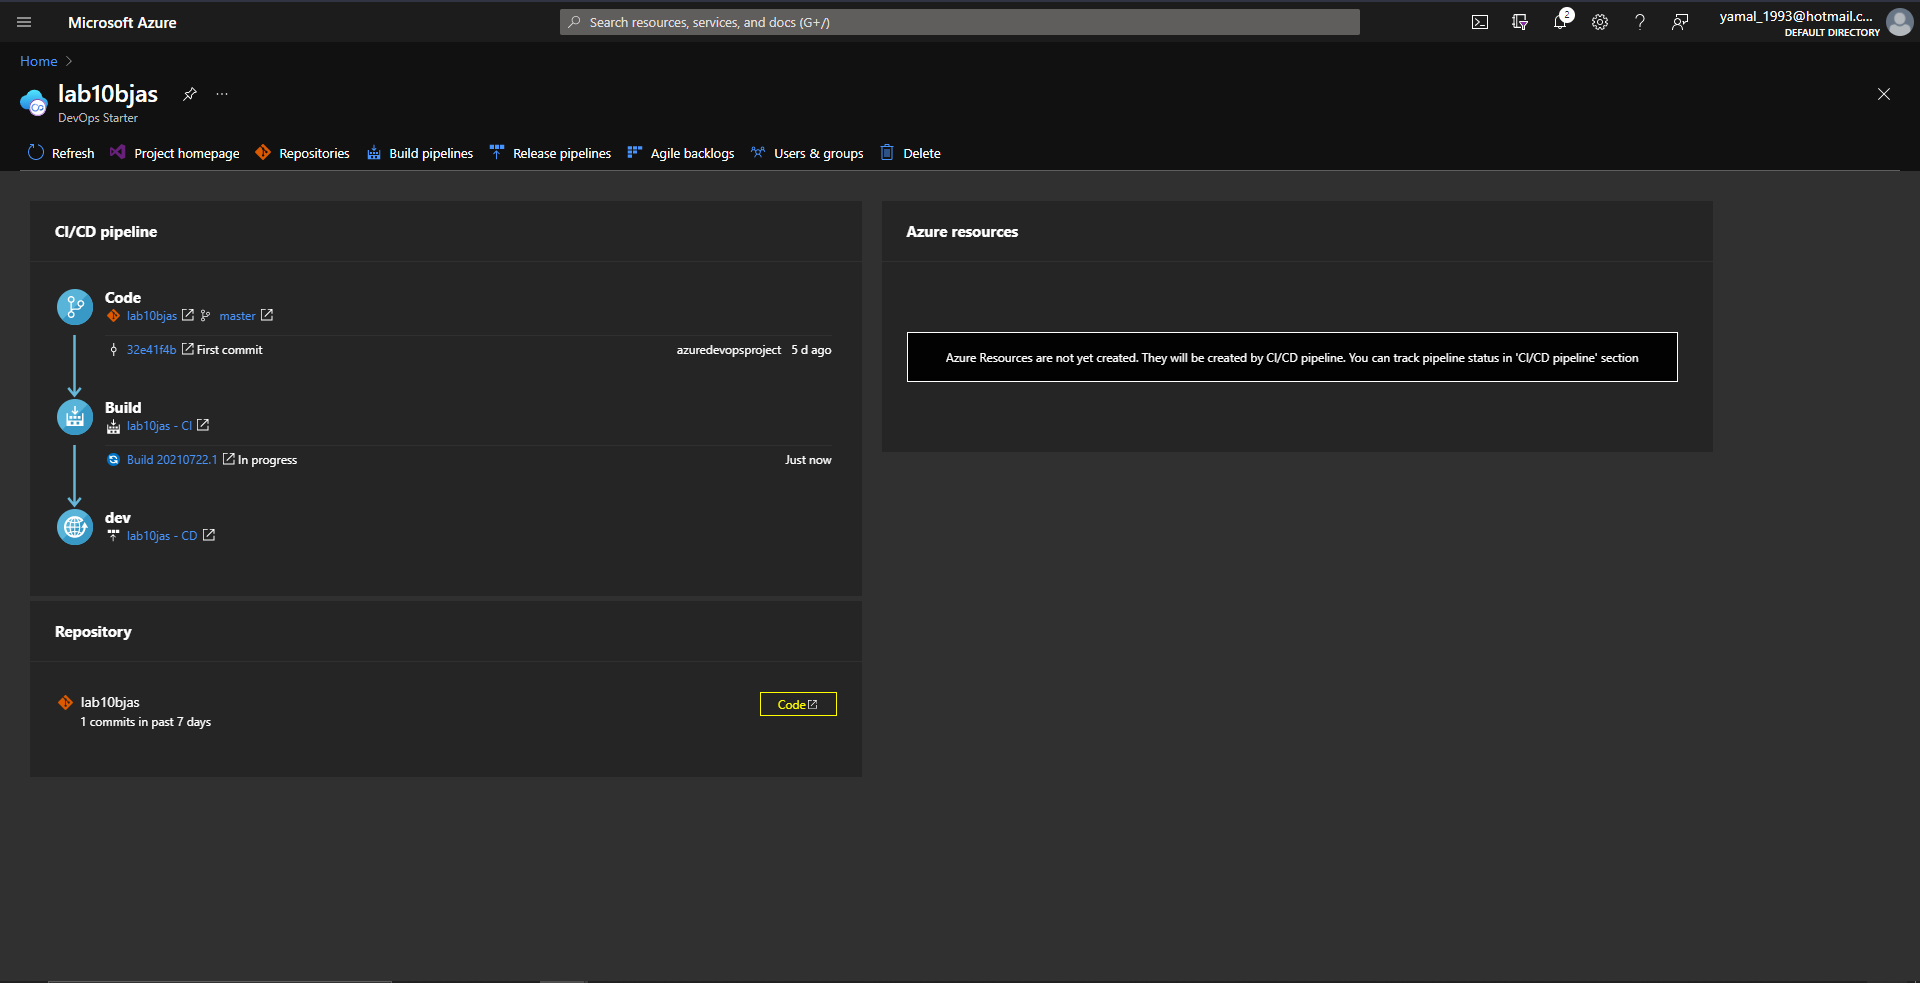 Microsoft Azure
Search resources, services, and docs (G+/)
2
yamal_1993@hotmail.c...
DEFAULT DIRECTORY
Home
lab10bjas
DevOps Starter
Refresh Project homepage Repositories Build pipelines Release pipelines Agile backlogs Users & groups Delete
CI/CD pipeline
Code
lab10bjas master
32e41f4b First commit azuredevopsproject 5 d ago
Build
lab10jas - CI
Build 20210722.1 In progress Just now
dev
lab10jas - CD
Repository
lab10bjas
1 commits in past 7 days
Code
Azure resources
Azure Resources are not yet created. They will be created by CI/CD pipeline. You can track pipeline status in 'CI/CD pipeline' section